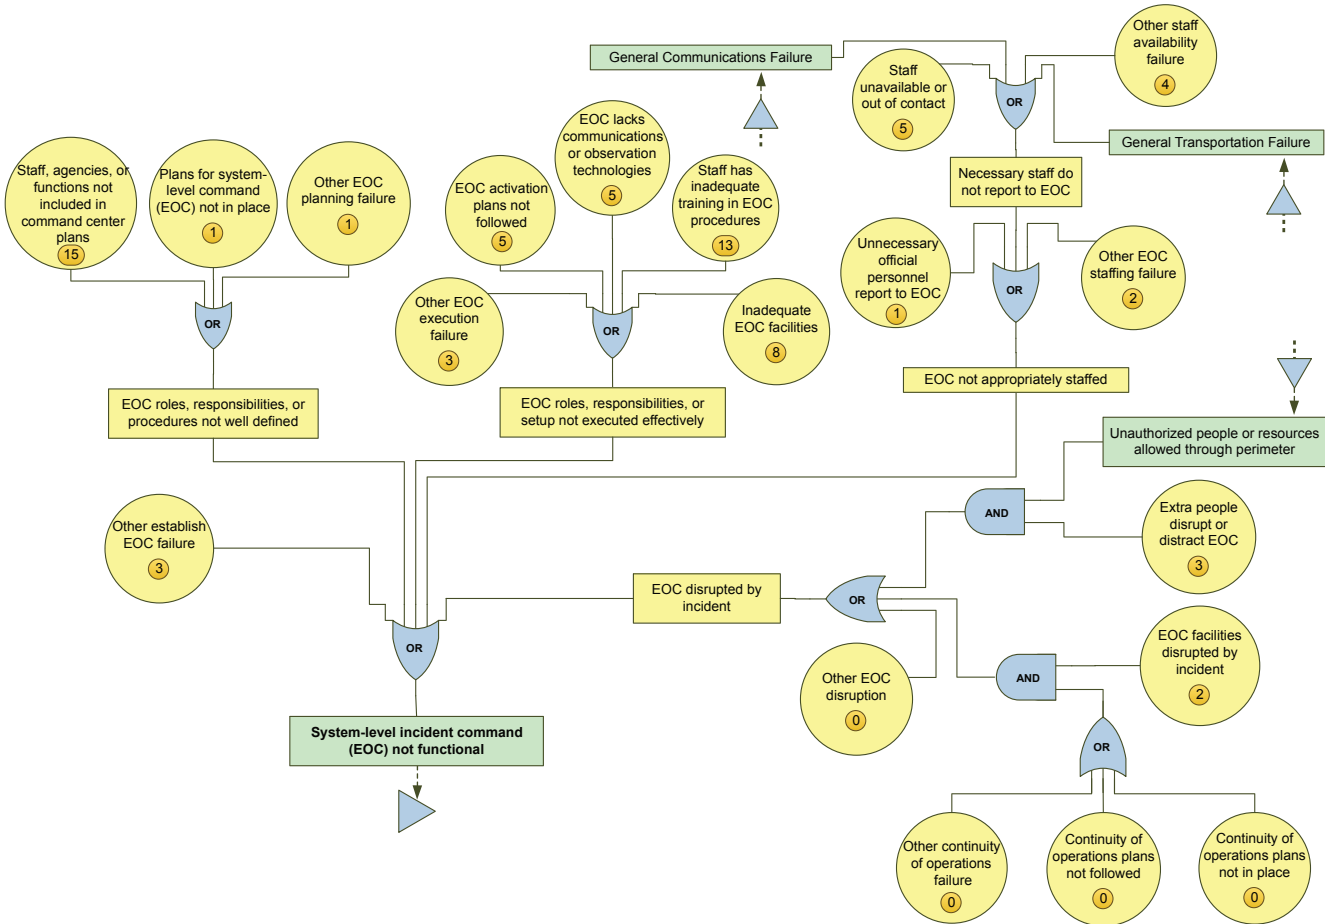 General Communications Failure
Staff
unavailable or
out of contact
5
OR
Other staff
availability
failure
4
General Transportation Failure
Necessary staff do
not report to EOC
Staff, agencies, or
functions not
included in
command center
plans
15
Plans for system-
level command
(EOC) not in place
1
Other EOC
planning failure
1
EOC activation
plans not
followed
5
EOC lacks
communications
or observation
technologies
5
Staff has
inadequate
training in EOC
procedures
13
Unnecessary
official
personnel
report to EOC
1
OR
Other EOC
staffing failure
2
OR
Other EOC
execution
failure
3
OR
Inadequate
EOC facilities
8
EOC not appropriately staffed
EOC roles, responsibilities, or
procedures not well defined
EOC roles, responsibilities, or
setup not executed effectively
Unauthorized people or resources
allowed through perimeter
Other establish
EOC failure
3
AND
Extra people
disrupt or
distract EOC
3
EOC disrupted by
incident
OR
OR
Other EOC
disruption
0
AND
EOC facilities
disrupted by
incident
2
System-level incident command
(EOC) not functional
OR
Other continuity
of operations
failure
0
Continuity of
operations plans
not followed
0
Continuity of
operations plans
not in place
0